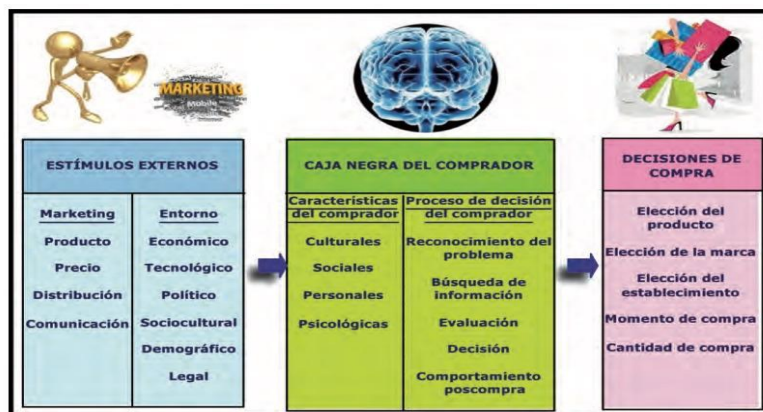 MARKETING
Mobile
ESTÍMULOS EXTERNOS
Marketing
Producto
Precio
Distribución
Comunicación
Entorno
Económico
Tecnológico
Político
Sociocultural
Demográfico
Legal
CAJA NEGRA DEL COMPRADOR
Características
del comprador
Culturales
Sociales
Personales
Psicológicas
Proceso de decisión
del comprador
Reconocimiento del
problema
Búsqueda de
información
Evaluación
Decisión
Comportamiento
poscompra
DECISIONES DE
COMPRA
Elección del
producto
Elección de la marca
Elección del
establecimiento
Momento de compra
Cantidad de compra